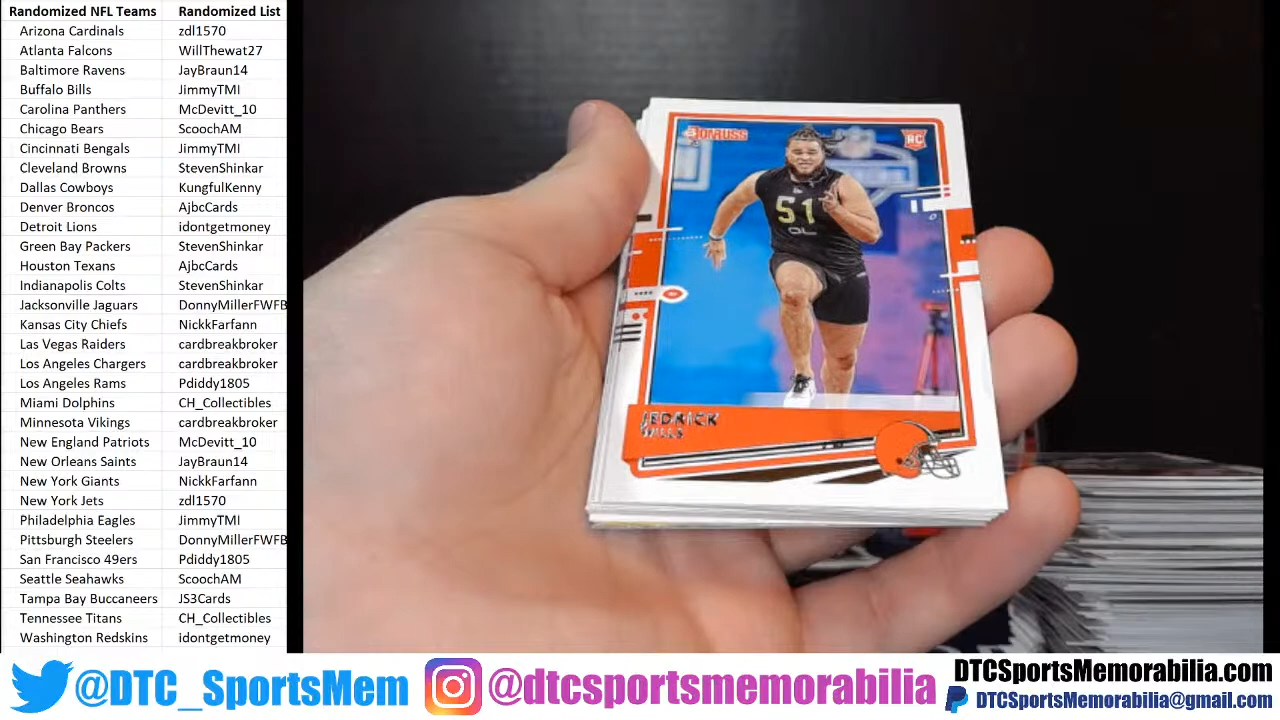 Randomized NFL Teams Randomized List
Arizona Cardinals zdl1570
Atlanta Falcons WillThewat27
Baltimore Ravens JayBraun14
Buffalo Bills JimmyTMI
Carolina Panthers McDevitt_10
Chicago Bears ScoochAM
Cincinnati Bengals JimmyTMI
Cleveland Browns StevenShinkar
Dallas Cowboys KungfulKenny
Denver Broncos AjbcCards
Detroit Lions idontgetmoney
Green Bay Packers StevenShinkar
Houston Texans AjbcCards
Indianapolis Colts StevenShinkar
Jacksonville Jaguars DonnyMillerFWFB
Kansas City Chiefs NickkFarfann
Las Vegas Raiders cardbreakbroker
Los Angeles Chargers cardbreakbroker
Los Angeles Rams Pdiddy1805
Miami Dolphins CH_Collectibles
Minnesota Vikings cardbreakbroker
New England Patriots McDevitt_10
New Orleans Saints JayBraun14
New York Giants NickkFarfann
New York Jets zdl1570
Philadelphia Eagles JimmyTMI
Pittsburgh Steelers DonnyMillerFWFB
San Francisco 49ers Pdiddy1805
Seattle Seahawks ScoochAM
Tampa Bay Buccaneers JS3Cards
Tennessee Titans CH_Collectibles
Washington Redskins idontgetmoney
DONRUSS
RC
51
OL
JEDRICK
WILLS
@DTC_SportsMem
@dtcsportsmemorabilia
DTCSportsMemorabilia.com
DTCSportsMemorabilia@gmail.com